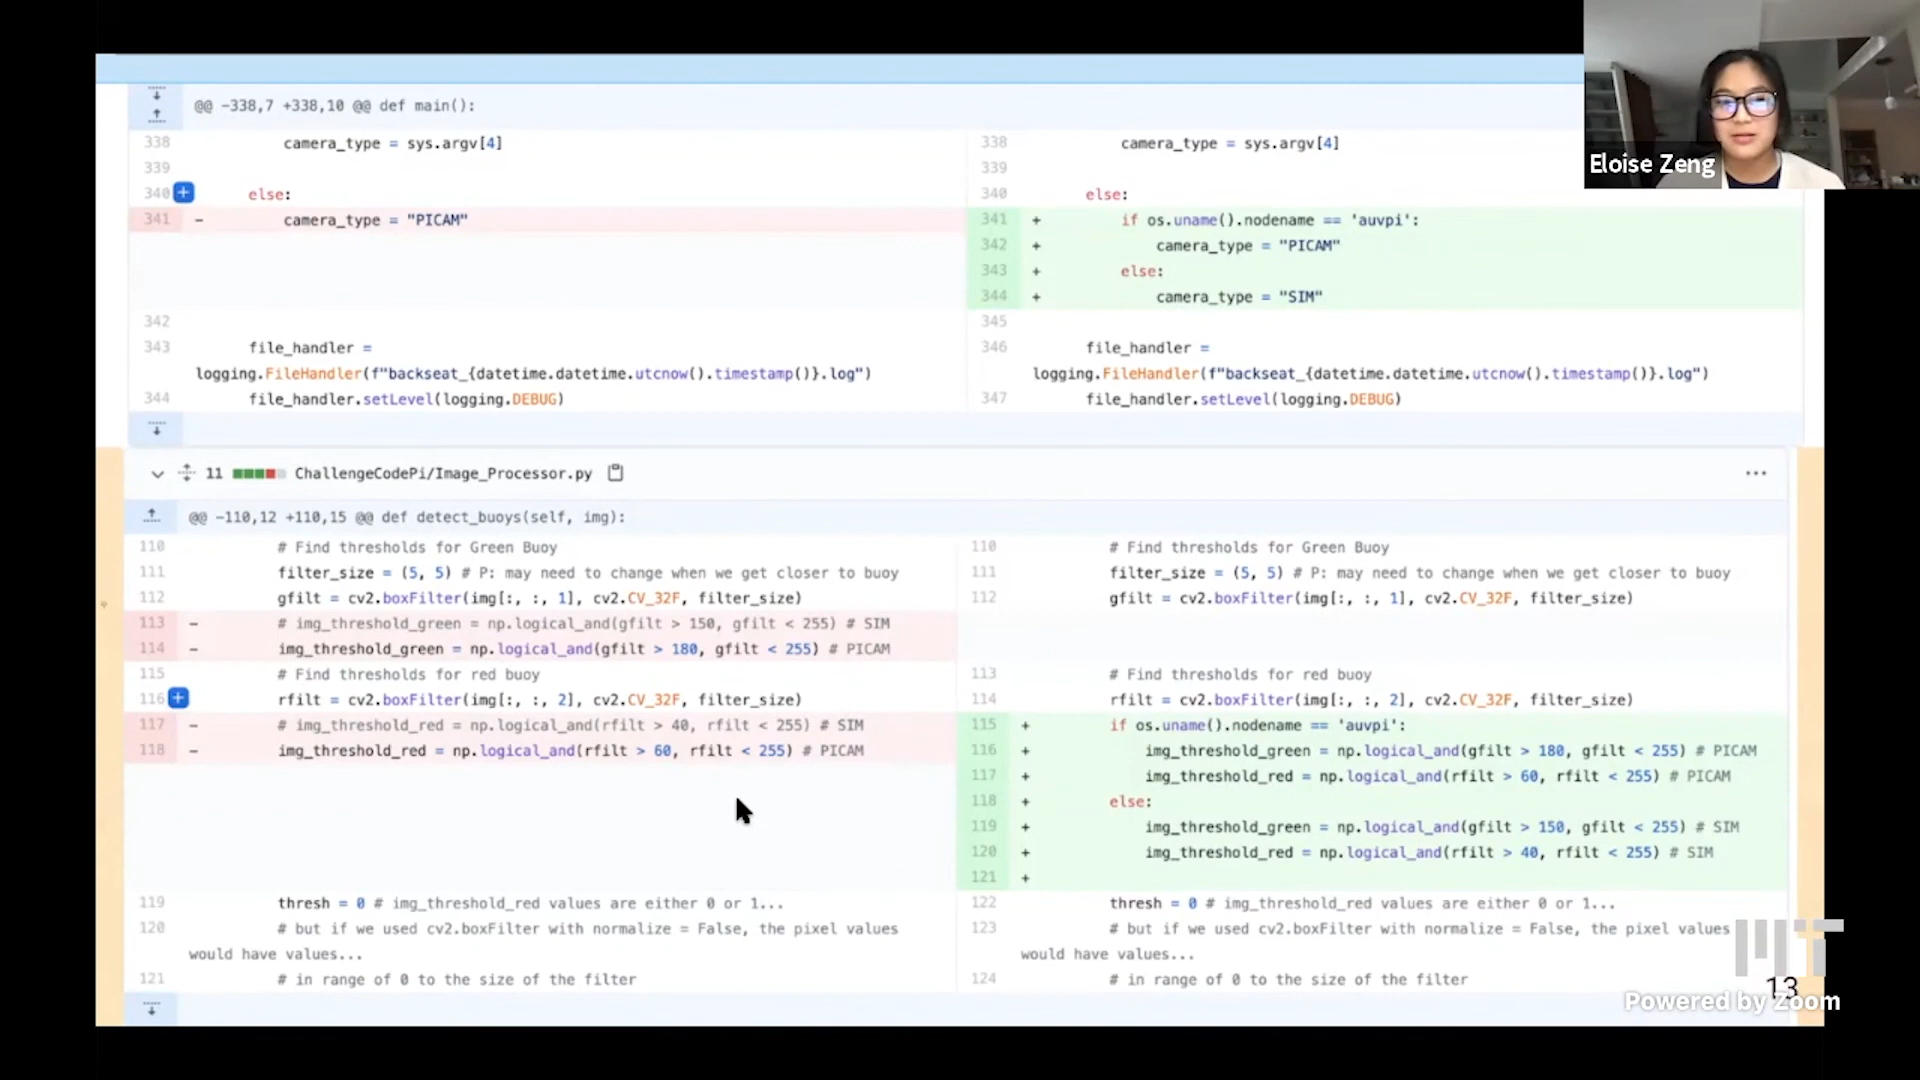 @@ -338,7 +338,10 @@ def main():
338 camera_type = sys.argv[4]
339
340 else:
341 - camera_type = "PICAM"
342
343 file_handler =
logging.FileHandler(f"backseat_{datetime.datetime.utcnow().timestamp()}.log")
344 file_handler.setLevel(logging.DEBUG)
338 camera_type = sys.argv[4]
339
340 else:
341 + if os.uname().nodename == 'auvpi':
342 + camera_type = "PICAM"
343 + else:
344 + camera_type = "SIM"
345
346 file_handler =
logging.FileHandler(f"backseat_{datetime.datetime.utcnow().timestamp()}.log")
347 file_handler.setLevel(logging.DEBUG)
Eloise Zeng
11 ChallengeCodePi/Image_Processor.py
@@ -110,12 +110,15 @@ def detect_buoys(self, img):
110 # Find thresholds for Green Buoy
111 filter_size = (5, 5) # P: may need to change when we get closer to buoy
112 gfilt = cv2.boxFilter(img[:, :, 1], cv2.CV_32F, filter_size)
113 - # img_threshold_green = np.logical_and(gfilt > 150, gfilt < 255) # SIM
114 - img_threshold_green = np.logical_and(gfilt > 180, gfilt < 255) # PICAM
115 # Find thresholds for red buoy
116 rfilt = cv2.boxFilter(img[:, :, 2], cv2.CV_32F, filter_size)
117 - # img_threshold_red = np.logical_and(rfilt > 40, rfilt < 255) # SIM
118 - img_threshold_red = np.logical_and(rfilt > 60, rfilt < 255) # PICAM
119 thresh = 0 # img_threshold_red values are either 0 or 1...
120 # but if we used cv2.boxFilter with normalize = False, the pixel values
would have values...
121 # in range of 0 to the size of the filter
110 # Find thresholds for Green Buoy
111 filter_size = (5, 5) # P: may need to change when we get closer to buoy
112 gfilt = cv2.boxFilter(img[:, :, 1], cv2.CV_32F, filter_size)
113 # Find thresholds for red buoy
114 rfilt = cv2.boxFilter(img[:, :, 2], cv2.CV_32F, filter_size)
115 + if os.uname().nodename == 'auvpi':
116 + img_threshold_green = np.logical_and(gfilt > 180, gfilt < 255) # PICAM
117 + img_threshold_red = np.logical_and(rfilt > 60, rfilt < 255) # PICAM
118 + else:
119 + img_threshold_green = np.logical_and(gfilt > 150, gfilt < 255) # SIM
120 + img_threshold_red = np.logical_and(rfilt > 40, rfilt < 255) # SIM
121 +
122 thresh = 0 # img_threshold_red values are either 0 or 1...
123 # but if we used cv2.boxFilter with normalize = False, the pixel values
would have values...
124 # in range of 0 to the size of the filter
MIT
13
Powered by Zoom